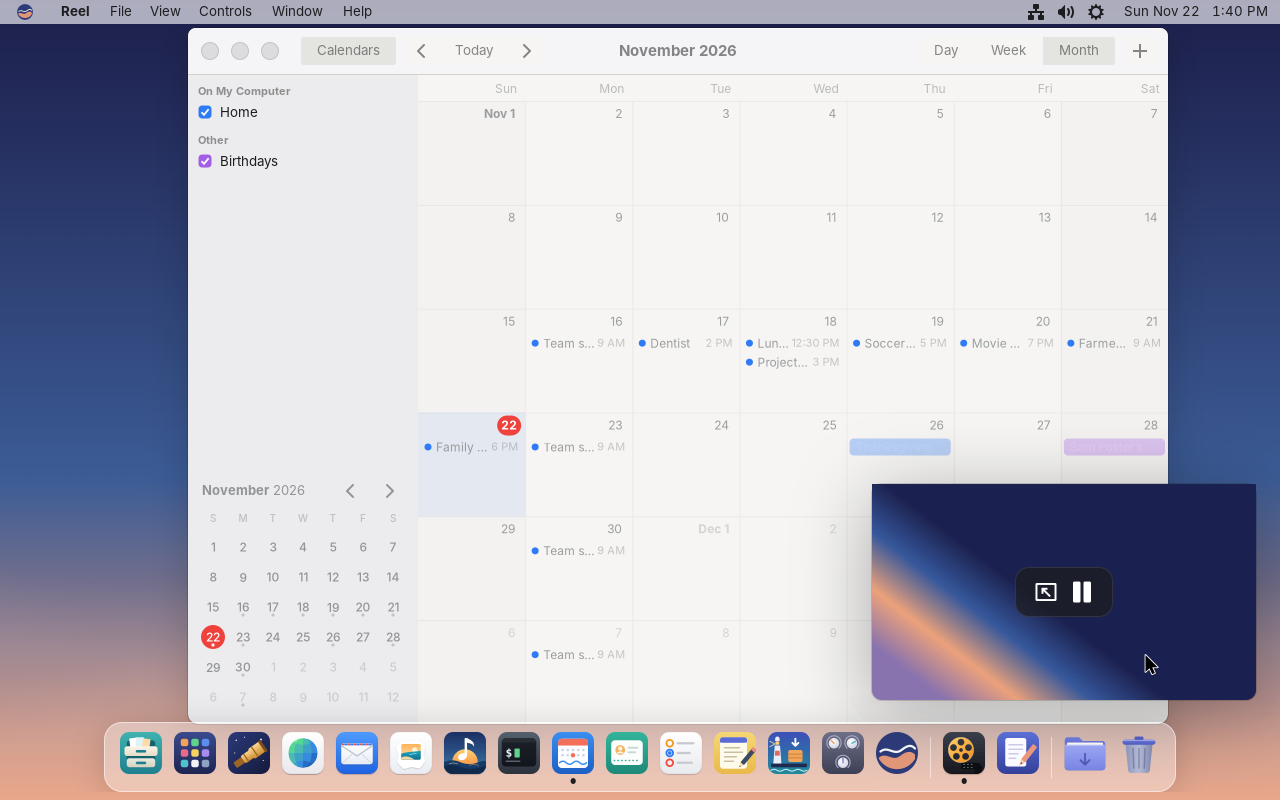 Reel File View Controls Window Help Sun Nov 22 1:40 PM
Calendars Today November 2026 Day Week Month
On My Computer
Home
Other
Birthdays
Sun Mon Tue Wed Thu Fri Sat
Nov 1 2 3 4 5 6 7
8 9 10 11 12 13 14
15 16 17 18 19 20 21
Team s... 9 AM Dentist 2 PM Lun... 12:30 PM Soccer... 5 PM Movie ... 7 PM Farme... 9 AM
Project... 3 PM
22 23 24 25 26 27 28
Family ... 6 PM Team s... 9 AM
29 30 Dec 1 2
Team s... 9 AM
6 7 8 9
Team s... 9 AM
November 2026
S M T W T F S
1 2 3 4 5 6 7
8 9 10 11 12 13 14
15 16 17 18 19 20 21
22 23 24 25 26 27 28
29 30 1 2 3 4 5
6 7 8 9 10 11 12
$